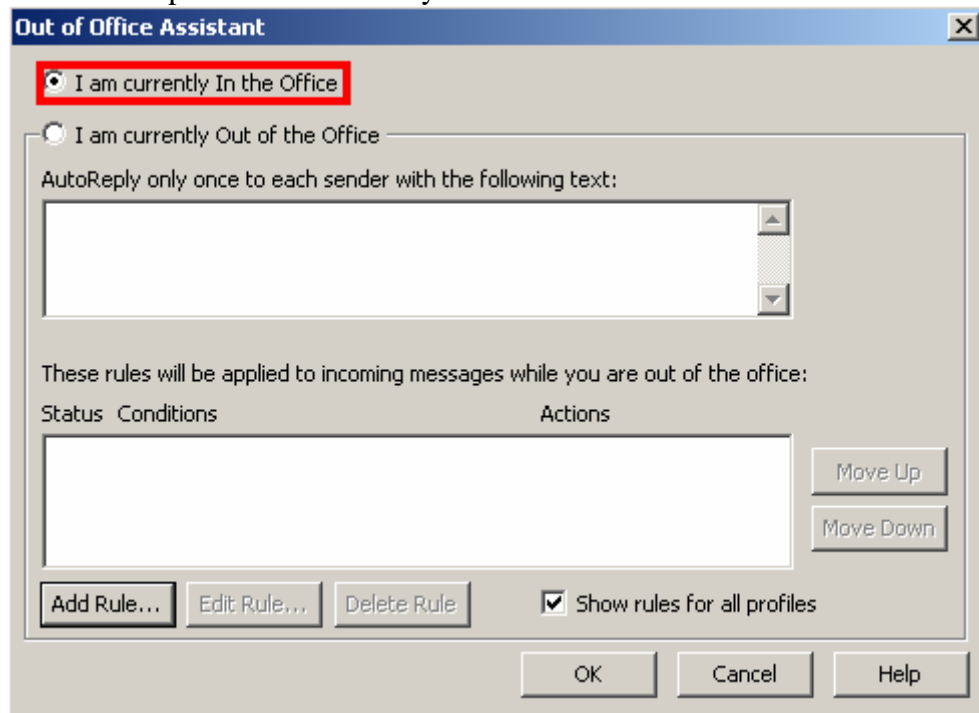 Out of Office Assistant
I am currently In the Office
I am currently Out of the Office
AutoReply only once to each sender with the following text:
These rules will be applied to incoming messages while you are out of the office:
Status Conditions Actions
Move Up
Move Down
Add Rule... Edit Rule... Delete Rule Show rules for all profiles
OK Cancel Help